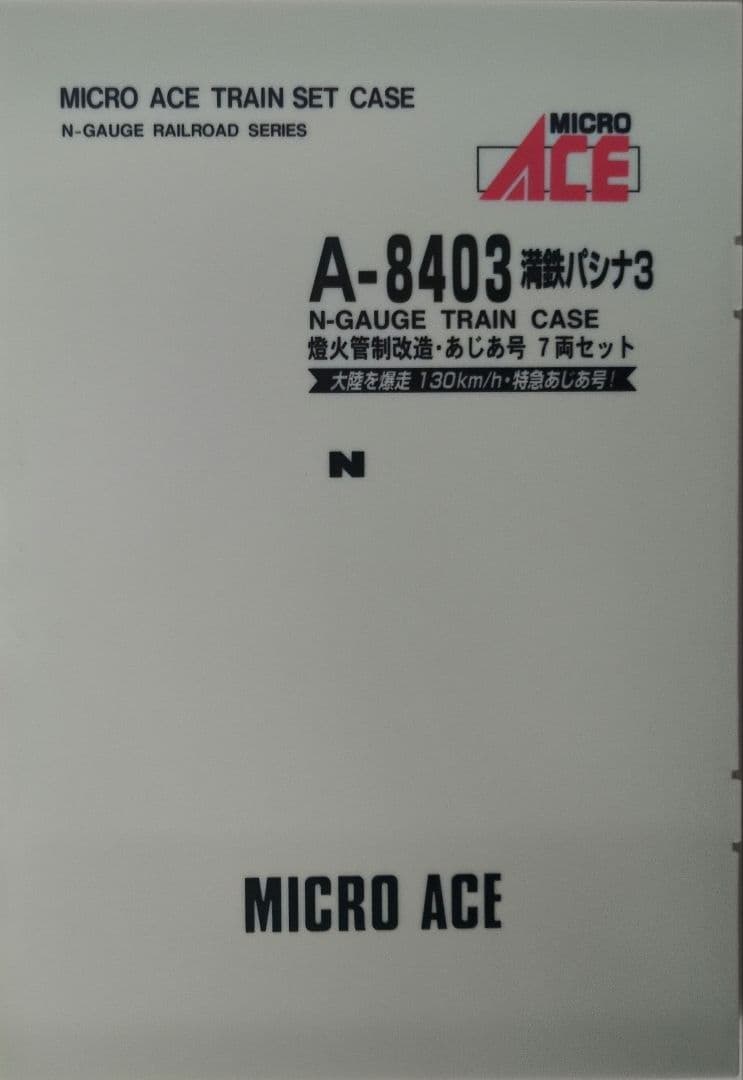 MICRO ACE TRAIN SET CASE
N-GAUGE RAILROAD SERIES
MICRO
ACE
A-8403 満鉄パシナ3
N-GAUGE TRAIN CASE
燈火管制改造・あじあ号 7両セット
大陸を爆走 130km/h・特急あじあ号!
N
MICRO ACE